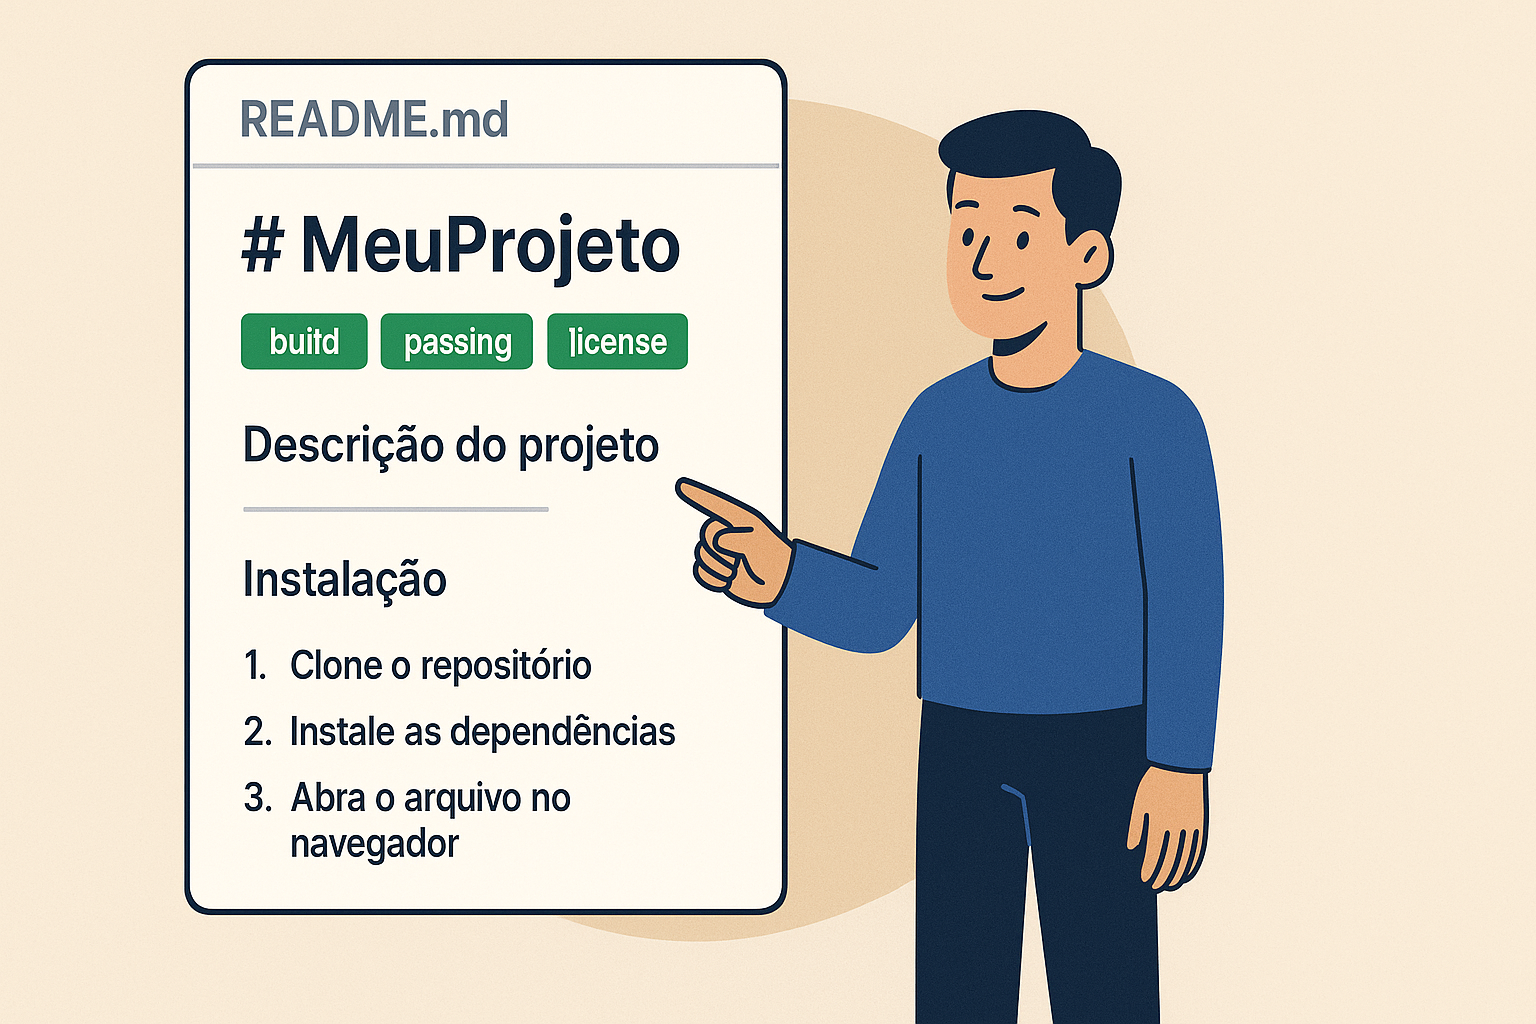 README.md
# MeuProjeto
buitd passing license
Descrição do projeto
Instalação
1. Clone o repositório
2. Instale as dependências
3. Abra o arquivo no
navegador